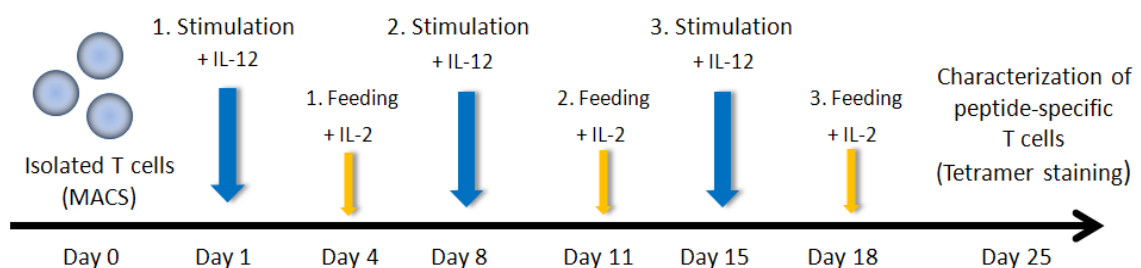 1. Stimulation
+ IL-12
2. Stimulation
+ IL-12
3. Stimulation
+ IL-12
1. Feeding
+ IL-2
2. Feeding
+ IL-2
3. Feeding
+ IL-2
Characterization of
peptide-specific
T cells
(Tetramer staining)
Isolated T cells
(MACS)
Day 0
Day 1
Day 4
Day 8
Day 11
Day 15
Day 18
Day 25